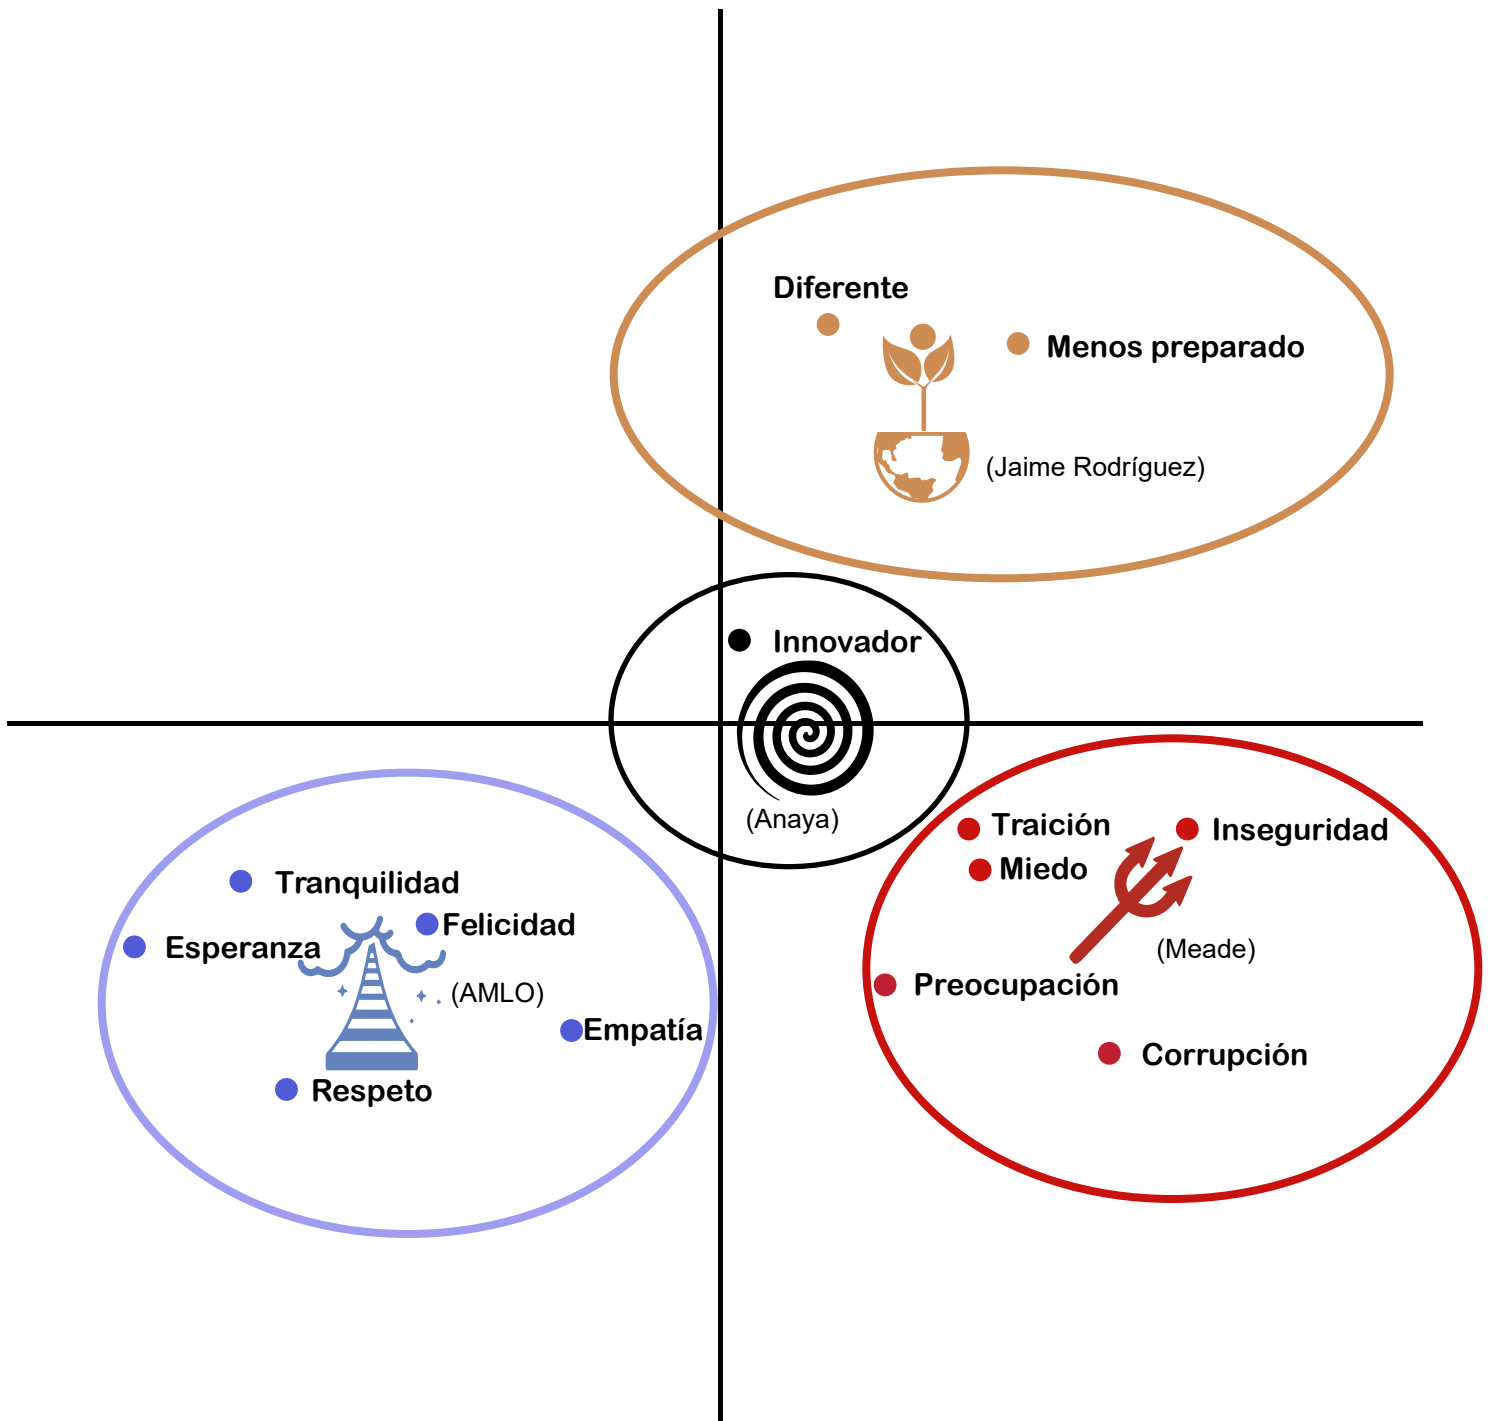 Diferente
Menos preparado
(Jaime Rodríguez)
Innovador
(Anaya)
Traición
Inseguridad
Miedo
(Meade)
Preocupación
Corrupción
Tranquilidad
Felicidad
Esperanza
(AMLO)
Empatía
Respeto